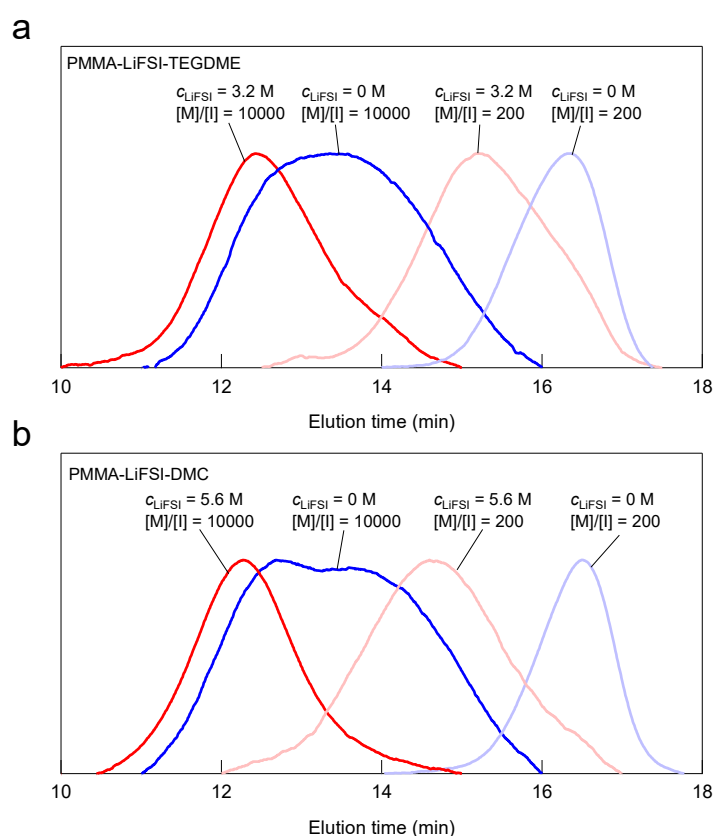 a
PMMA-LiFSI-TEGDME
cLiFSI = 3.2 M
[M]/[I] = 10000
cLiFSI = 0 M
[M]/[I] = 10000
cLiFSI = 3.2 M
[M]/[I] = 200
cLiFSI = 0 M
[M]/[I] = 200
10 12 14 16 18
Elution time (min)
b
PMMA-LiFSI-DMC
cLiFSI = 5.6 M
[M]/[I] = 10000
cLiFSI = 0 M
[M]/[I] = 10000
cLiFSI = 5.6 M
[M]/[I] = 200
cLiFSI = 0 M
[M]/[I] = 200
10 12 14 16 18
Elution time (min)